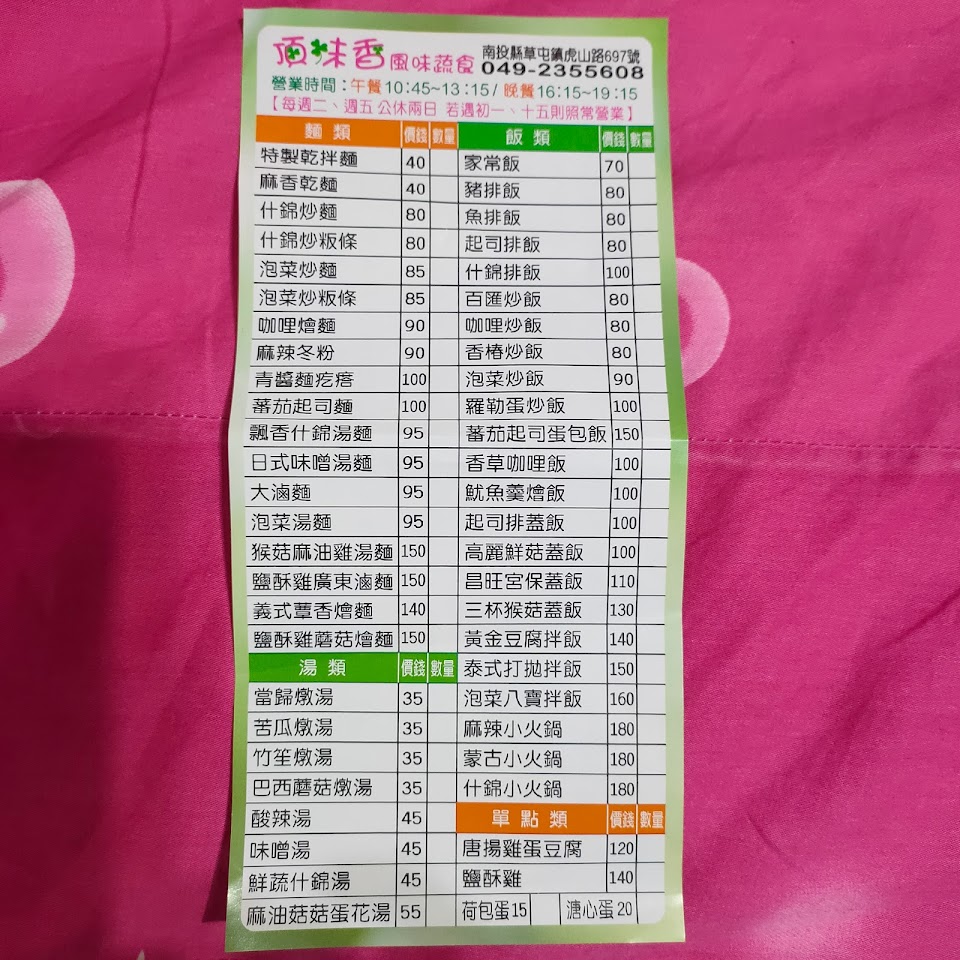 頂味香風味蔬食 南投縣草屯鎮虎山路697號
049-2355608
營業時間：午餐10:45~13:15/ 晚餐16:15~19:15
【每週二、週五公休兩日 若遇初一、十五則照常營業】
麵類 價錢 數量
特製乾拌麵 40
麻香乾麵 40
什錦炒麵 80
什錦炒粄條 80
泡菜炒麵 85
泡菜炒粄條 85
咖哩燴麵 90
麻辣冬粉 90
青醬麵疙瘩 100
蕃茄起司麵 100
飄香什錦湯麵 95
日式味噌湯麵 95
大滷麵 95
泡菜湯麵 95
猴菇麻油雞湯麵 150
鹽酥雞廣東滷麵 150
義式蕈香燴麵 140
鹽酥雞蘑菇燴麵 150
湯類 價錢 數量
當歸燉湯 35
苦瓜燉湯 35
竹笙燉湯 35
巴西蘑菇燉湯 35
酸辣湯 45
味噌湯 45
鮮蔬什錦湯 45
麻油菇菇蛋花湯 55
飯類 價錢 數量
家常飯 70
豬排飯 80
魚排飯 80
起司排飯 80
什錦排飯 100
百匯炒飯 80
咖哩炒飯 80
香椿炒飯 80
泡菜炒飯 90
羅勒蛋炒飯 100
蕃茄起司蛋包飯 150
香草咖哩飯 100
魷魚羹燴飯 100
起司排蓋飯 100
高麗鮮菇蓋飯 100
昌旺宮保蓋飯 110
三杯猴菇蓋飯 130
黃金豆腐拌飯 140
泰式打拋拌飯 150
泡菜八寶拌飯 160
麻辣小火鍋 180
蒙古小火鍋 180
什錦小火鍋 180
單點類 價錢 數量
唐揚雞蛋豆腐 120
鹽酥雞 140
荷包蛋15 溏心蛋20